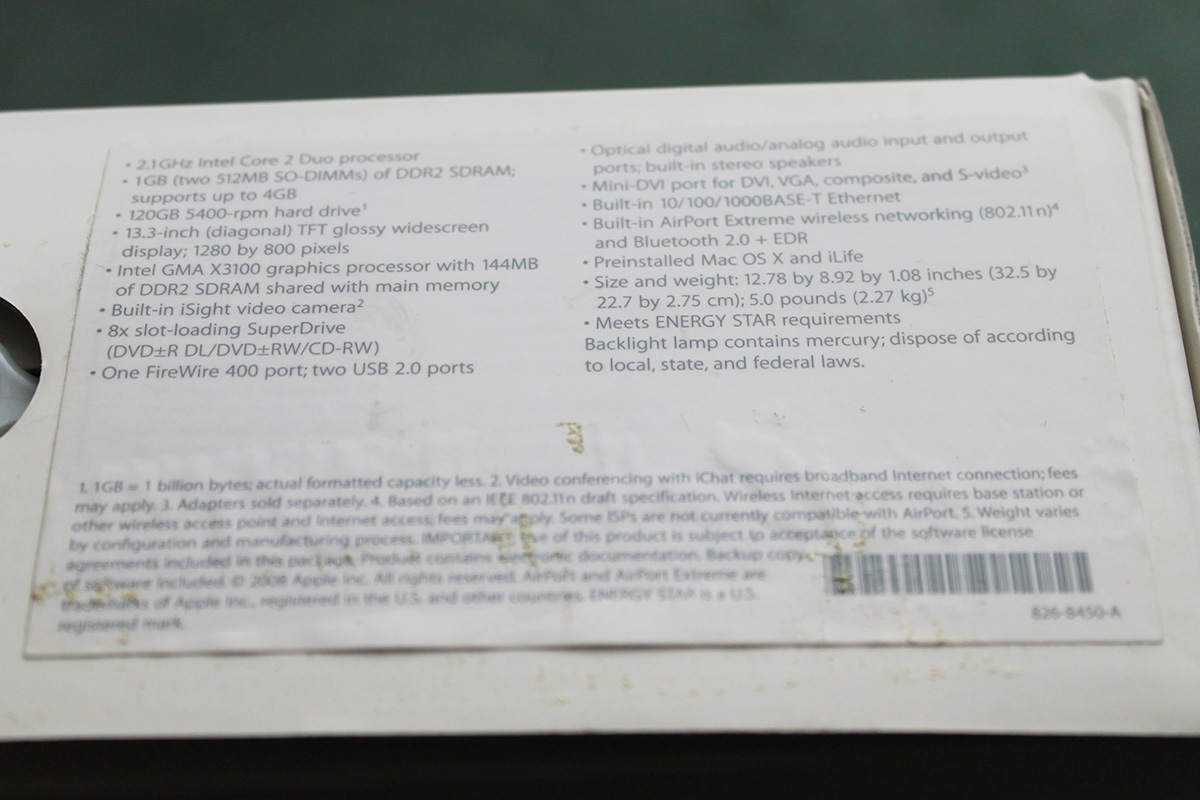 • 2.1GHz Intel Core 2 Duo processor
• 1GB (two 512MB SO-DIMMs) of DDR2 SDRAM;
supports up to 4GB
• 120GB 5400-rpm hard drive¹
• 13.3-inch (diagonal) TFT glossy widescreen
display; 1280 by 800 pixels
• Intel GMA X3100 graphics processor with 144MB
of DDR2 SDRAM shared with main memory
• Built-in iSight video camera²
• 8x slot-loading SuperDrive
(DVD±R DL/DVD±RW/CD-RW)
• One FireWire 400 port; two USB 2.0 ports
• Optical digital audio/analog audio input and output
ports; built-in stereo speakers
• Mini-DVI port for DVI, VGA, composite, and S-video³
• Built-in 10/100/1000BASE-T Ethernet
• Built-in AirPort Extreme wireless networking (802.11n)⁴
and Bluetooth 2.0 + EDR
• Preinstalled Mac OS X and iLife
• Size and weight: 12.78 by 8.92 by 1.08 inches (32.5 by
22.7 by 2.75 cm); 5.0 pounds (2.27 kg)⁵
• Meets ENERGY STAR requirements
Backlight lamp contains mercury; dispose of according
to local, state, and federal laws.
1. 1GB = 1 billion bytes; actual formatted capacity less. 2. Video conferencing with iChat requires broadband Internet connection; fees
may apply. 3. Adapters sold separately. 4. Based on an IEEE 802.11n draft specification. Wireless Internet access requires base station or
other wireless access point and Internet access; fees may apply. Some ISPs are not currently compatible with AirPort. 5. Weight varies
by configuration and manufacturing process. IMPORTANT: Use of this product is subject to acceptance of the software license
agreements included in this package. Product contains electronic documentation. Backup copy
of software included. © 2008 Apple Inc. All rights reserved. AirPort and AirPort Extreme are
trademarks of Apple Inc., registered in the U.S. and other countries. ENERGY STAR is a U.S.
registered mark.
826-8450-A